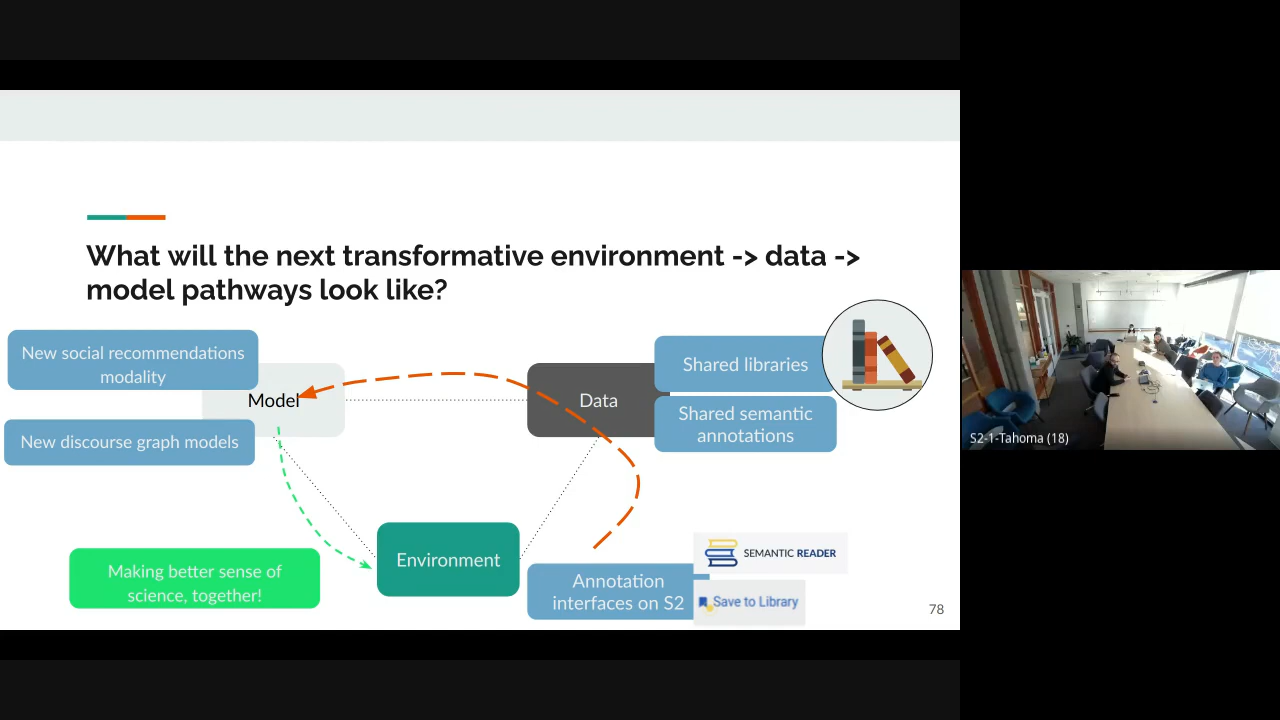 What will the next transformative environment -> data ->
model pathways look like?
New social recommendations
modality
Model
New discourse graph models
Data
Shared libraries
Shared semantic
annotations
Environment
Making better sense of
science, together!
Annotation
interfaces on S2
SEMANTIC READER
Save to Library
78
S2-1-Tahoma (18)